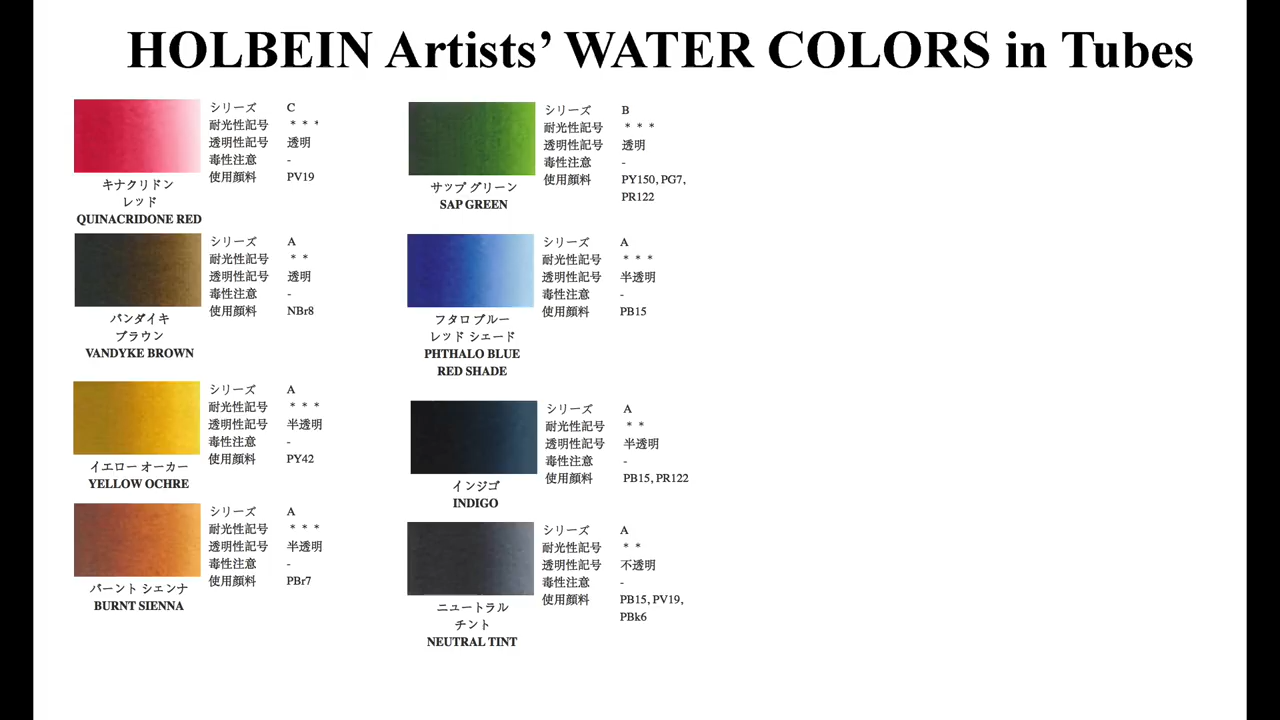 HOLBEIN Artists’ WATER COLORS in Tubes
シリーズ C
耐光性記号 ＊＊＊
透明性記号 透明
毒性注意 -
使用顔料 PV19
キナクリドン
レッド
QUINACRIDONE RED
シリーズ A
耐光性記号 ＊＊
透明性記号 透明
毒性注意 -
使用顔料 NBr8
バンダイキ
ブラウン
VANDYKE BROWN
シリーズ A
耐光性記号 ＊＊＊
透明性記号 半透明
毒性注意 -
使用顔料 PY42
イエロー オーカー
YELLOW OCHRE
シリーズ A
耐光性記号 ＊＊＊
透明性記号 半透明
毒性注意 -
使用顔料 PBr7
バーント シェンナ
BURNT SIENNA
シリーズ B
耐光性記号 ＊＊＊
透明性記号 透明
毒性注意 -
使用顔料 PY150, PG7,
PR122
サップ グリーン
SAP GREEN
シリーズ A
耐光性記号 ＊＊＊
透明性記号 半透明
毒性注意 -
使用顔料 PB15
フタロ ブルー
レッド シェード
PHTHALO BLUE
RED SHADE
シリーズ A
耐光性記号 ＊＊
透明性記号 半透明
毒性注意 -
使用顔料 PB15, PR122
インジゴ
INDIGO
シリーズ A
耐光性記号 ＊＊
透明性記号 不透明
毒性注意 -
使用顔料 PB15, PV19,
PBk6
ニュートラル
チント
NEUTRAL TINT